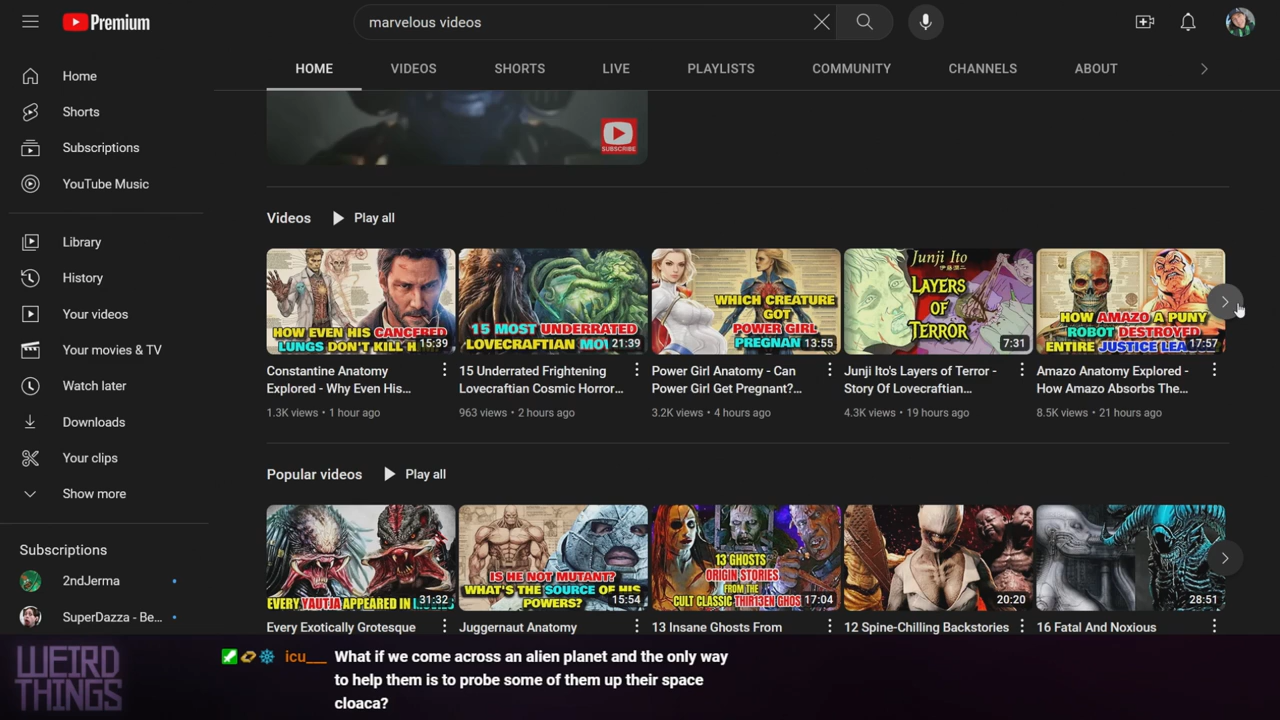 Premium
marvelous videos
HOME VIDEOS SHORTS LIVE PLAYLISTS COMMUNITY CHANNELS ABOUT
Home
Shorts
Subscriptions
YouTube Music
Library
History
Your videos
Your movies & TV
Watch later
Downloads
Your clips
Show more
Subscriptions
2ndJerma
SuperDazza - Be...
SUBSCRIBE
Videos Play all
HOW EVEN HIS CANCERED
LUNGS DON'T KILL H
15:39
Constantine Anatomy
Explored - Why Even His...
1.3K views • 1 hour ago
15 MOST UNDERRATED
LOVECRAFTIAN MO
21:39
15 Underrated Frightening
Lovecraftian Cosmic Horror...
963 views • 2 hours ago
WHICH CREATURE
GOT
POWER GIRL
PREGNAN
13:55
Power Girl Anatomy - Can
Power Girl Get Pregnant?...
3.2K views • 4 hours ago
Junji Ito
伊藤潤二
LAYERS
OF
TERROR
7:31
Junji Ito's Layers of Terror -
Story Of Lovecraftian...
4.3K views • 19 hours ago
HOW AMAZO A PUNY
ROBOT DESTROYED
ENTIRE JUSTICE LEA
17:57
Amazo Anatomy Explored -
How Amazo Absorbs The...
8.5K views • 21 hours ago
Popular videos Play all
EVERY YAUTJA APPEARED IN
31:32
Every Exotically Grotesque
IS HE NOT MUTANT?
WHAT'S THE SOURCE OF HIS
POWERS?
15:54
Juggernaut Anatomy
13 GHOSTS
ORIGIN STORIES
FROM THE
CULT CLASSIC THIR13EN GHOS
17:04
13 Insane Ghosts From
20:20
12 Spine-Chilling Backstories
28:51
16 Fatal And Noxious
WEIRD
THINGS
icu___ What if we come across an alien planet and the only way
to help them is to probe some of them up their space
cloaca?